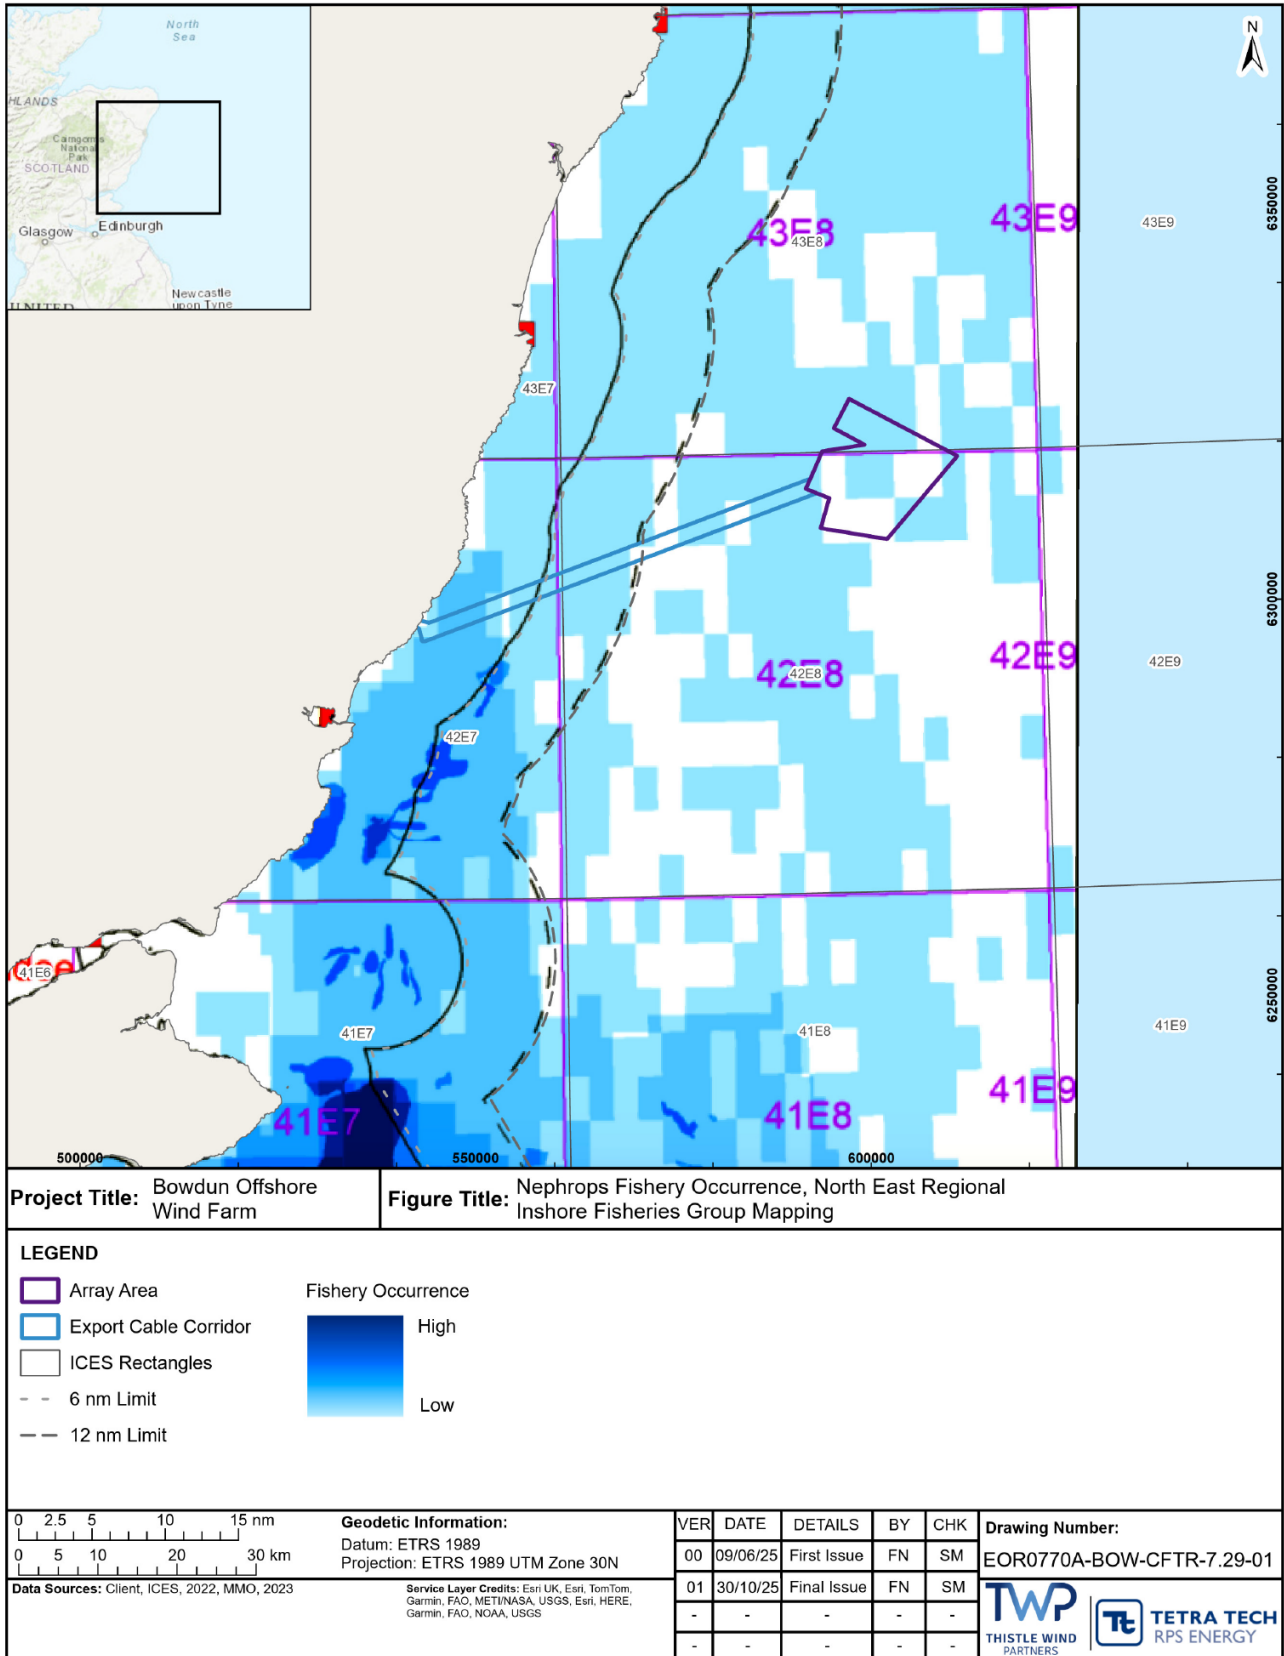 North
Sea
HLANDS
Cairngorms
National
Park
SCOTLAND
Glasgow
Edinburgh
Newcastle
upon Tyne
UNITED
N
43E8
43E8
43E9
43E9
43E7
42E8
42E8
42E9
42E9
42E7
41E6
dee
41E7
41E7
41E8
41E8
41E9
41E9
6350000
6300000
6250000
500000
550000
600000
Project Title: Bowdun Offshore
Wind Farm
Figure Title: Nephrops Fishery Occurrence, North East Regional
Inshore Fisheries Group Mapping
LEGEND
Array Area
Export Cable Corridor
ICES Rectangles
6 nm Limit
12 nm Limit
Fishery Occurrence
High
Low
0 2.5 5 10 15 nm
0 5 10 20 30 km
Geodetic Information:
Datum: ETRS 1989
Projection: ETRS 1989 UTM Zone 30N
Data Sources: Client, ICES, 2022, MMO, 2023
Service Layer Credits: Esri UK, Esri, TomTom,
Garmin, FAO, METI/NASA, USGS, Esri, HERE,
Garmin, FAO, NOAA, USGS
VER DATE DETAILS BY CHK
00 09/06/25 First Issue FN SM
01 30/10/25 Final Issue FN SM
- - - - -
- - - - -
Drawing Number:
EOR0770A-BOW-CFTR-7.29-01
TWP
THISTLE WIND
PARTNERS
Tt
TETRA TECH
RPS ENERGY